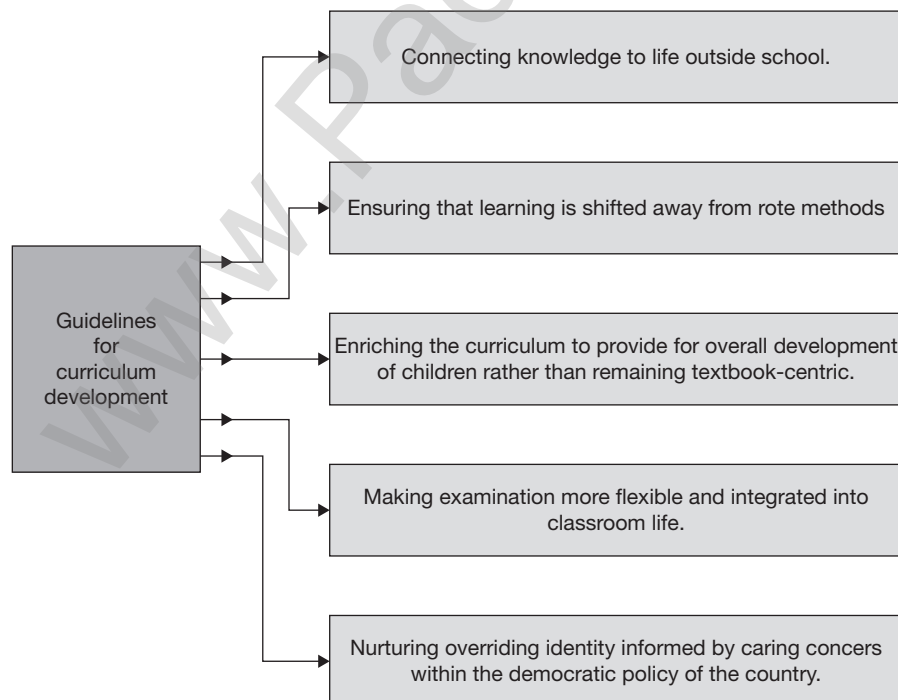 Connecting knowledge to life outside school.
Ensuring that learning is shifted away from rote methods
Guidelines
for
curriculum
development
Enriching the curriculum to provide for overall development
of children rather than remaining textbook-centric.
Making examination more flexible and integrated into
classroom life.
Nurturing overriding identity informed by caring concers
within the democratic policy of the country.
www.Pac